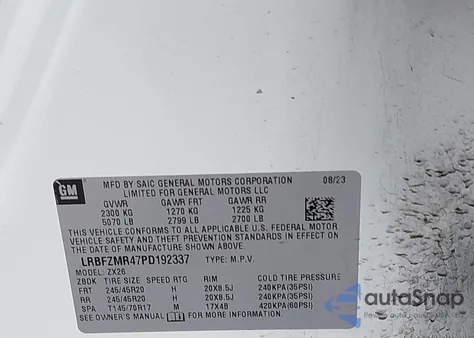 GM
MFD BY SAIC GENERAL MOTORS CORPORATION 08/23
LIMITED FOR GENERAL MOTORS LLC
GVWR GAWR FRT GAWR RR
2300 KG 1270 KG 1225 KG
5070 LB 2799 LB 2700 LB
THIS VEHICLE CONFORMS TO ALL APPLICABLE U.S. FEDERAL MOTOR
VEHICLE SAFETY AND THEFT PREVENTION STANDARDS IN EFFECT ON
THE DATE OF MANUFACTURE SHOWN ABOVE.
LRBFZMR47PD192337 TYPE: M.P.V.
MODEL: ZX26
ZBDK TIRE SIZE SPEED RTG RIM COLD TIRE PRESSURE
FRT 245/45R20 H 20X8.5J 240KPA(35PSI)
RR 245/45R20 H 20X8.5J 240KPA(35PSI)
SPA T145/70R17 M 17X4B 420KPA(60PSI)
SEE OWNER'S MANUAL FOR MORE INFORMATION.
autoSnap
Powered by AutoAuctions.io